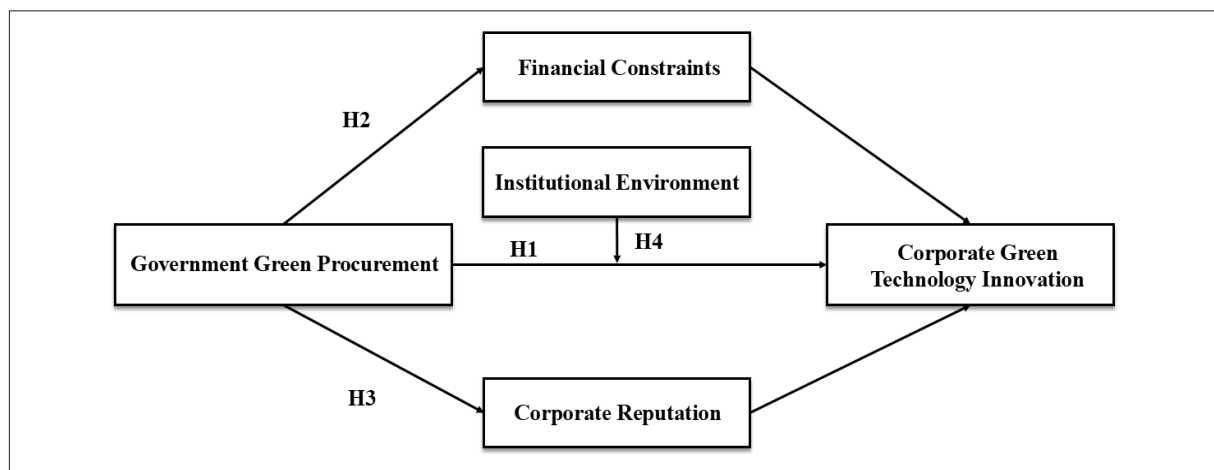 Financial Constraints
H2
Institutional Environment
H4
Government Green Procurement
H1
Corporate Green
Technology Innovation
H3
Corporate Reputation